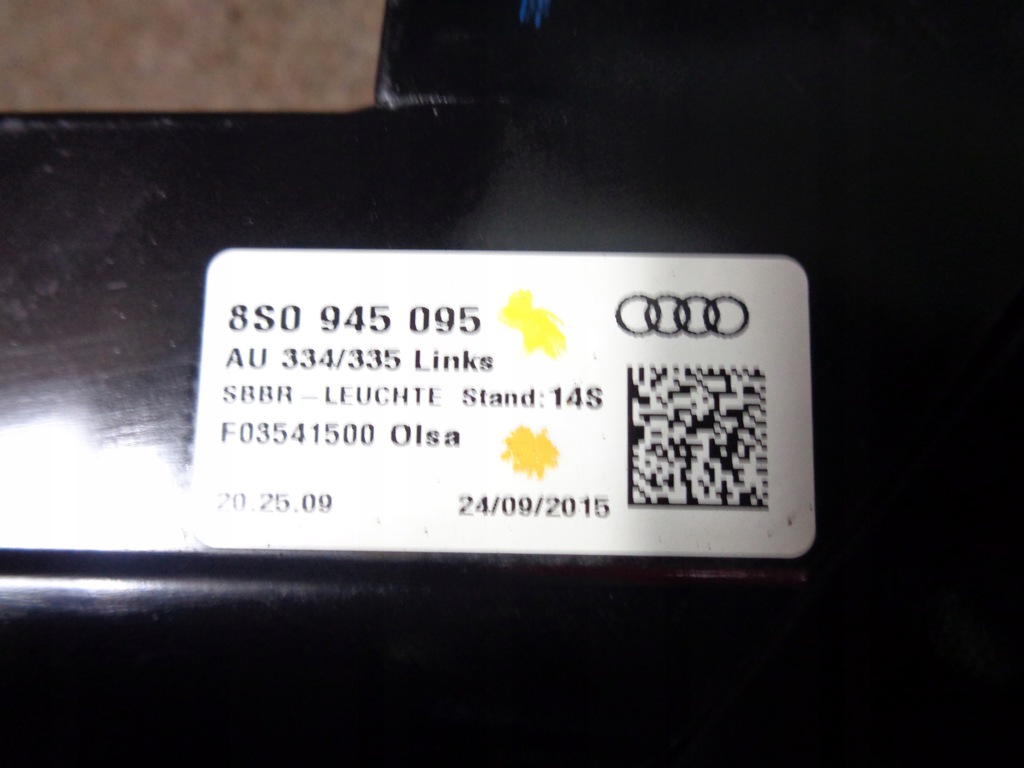 8S0 945 095
AU 334/335 Links
SBBR-LEUCHTE Stand:14S
F03541500 Olsa
20.25.09 24/09/2015